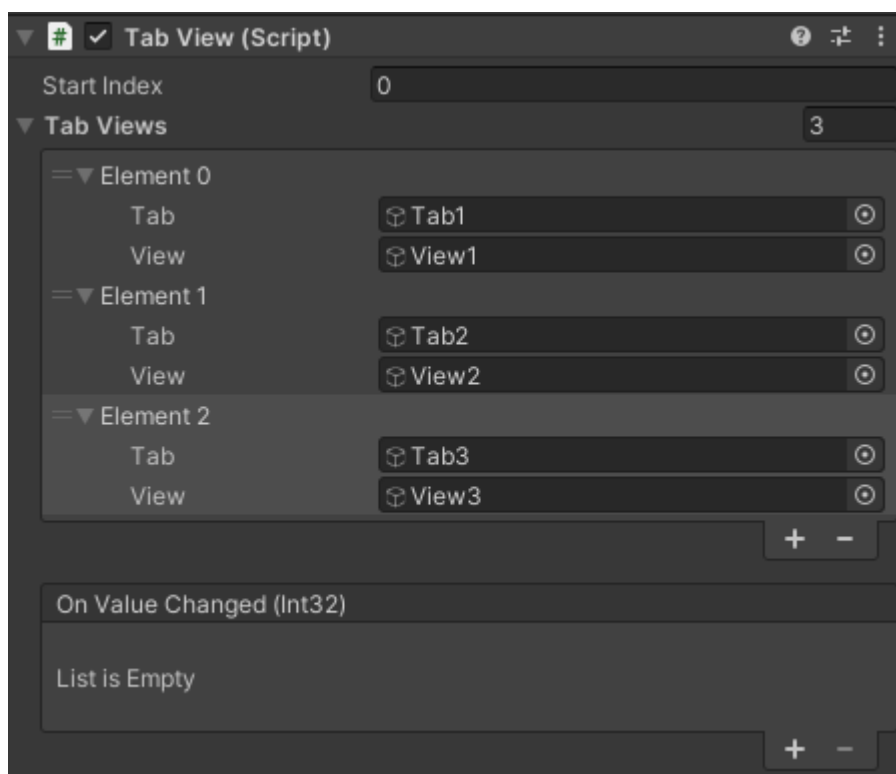 # Tab View (Script)
Start Index 0
Tab Views 3
Element 0
Tab Tab1
View View1
Element 1
Tab Tab2
View View2
Element 2
Tab Tab3
View View3
+ −
On Value Changed (Int32)
List is Empty
+ −